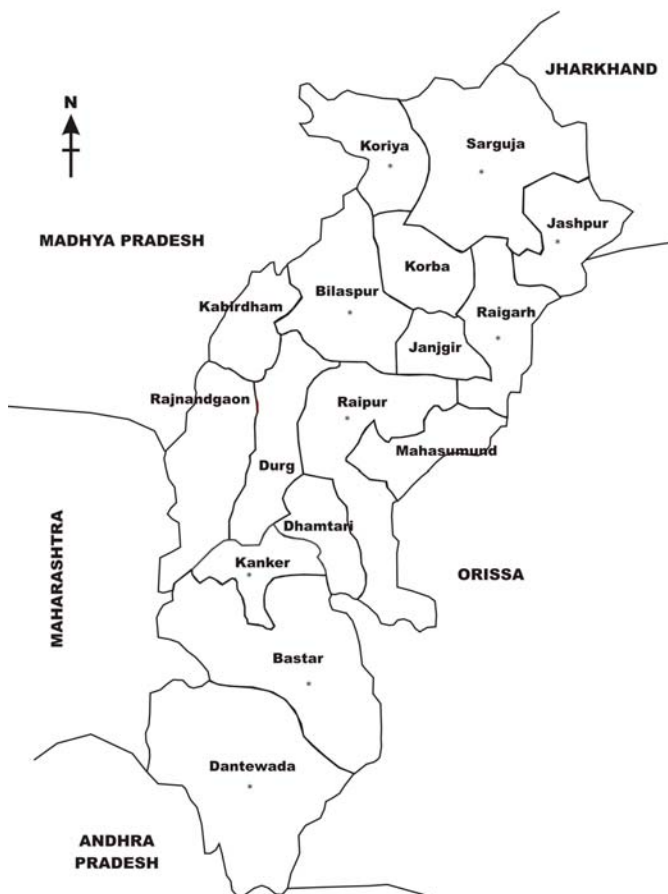 JHARKHAND
N
Koriya
Sarguja
Jashpur
MADHYA PRADESH
Korba
Bilaspur
Kabirdham
Raigarh
Janjgir
Rajnandgaon
Raipur
Mahasumund
Durg
Dhamtari
MAHARASHTRA
Kanker
ORISSA
Bastar
Dantewada
ANDHRA
PRADESH